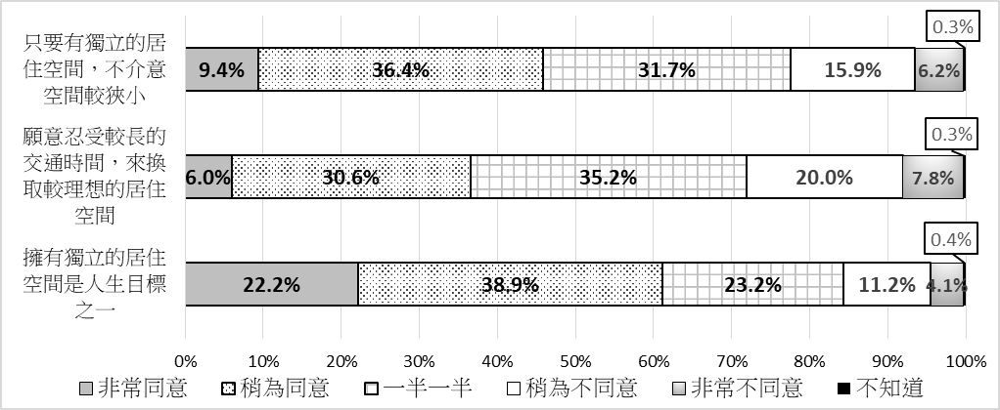 只要有獨立的居
住空間，不介意
空間較狹小
9.4%
36.4%
31.7%
15.9%
6.2%
0.3%
願意忍受較長的
交通時間，來換
取較理想的居住
空間
6.0%
30.6%
35.2%
20.0%
7.8%
0.3%
擁有獨立的居住
空間是人生目標
之一
22.2%
38.9%
23.2%
11.2%
4.1%
0.4%
0% 10% 20% 30% 40% 50% 60% 70% 80% 90% 100%
非常同意 稍為同意 一半一半 稍為不同意 非常不同意 不知道